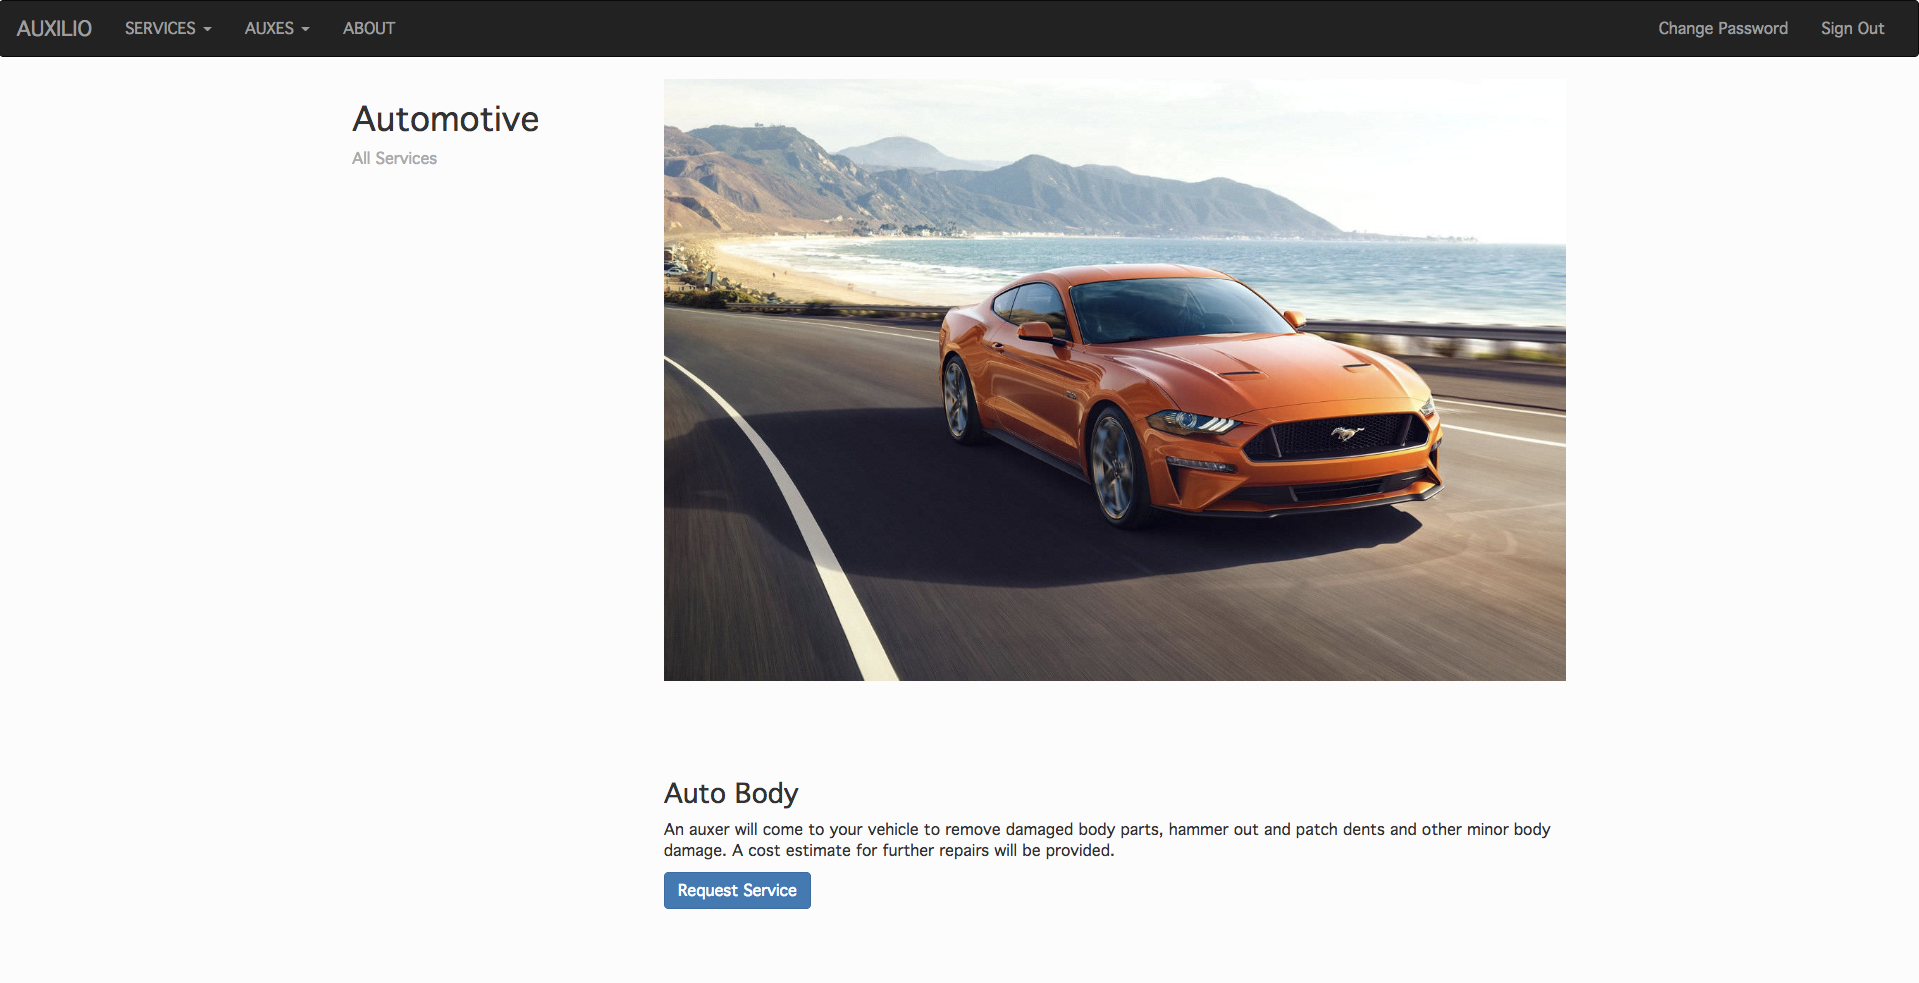 AUXILIO SERVICES AUXES ABOUT Change Password Sign Out
Automotive
All Services
Auto Body
An auxer will come to your vehicle to remove damaged body parts, hammer out and patch dents and other minor body
damage. A cost estimate for further repairs will be provided.
Request Service